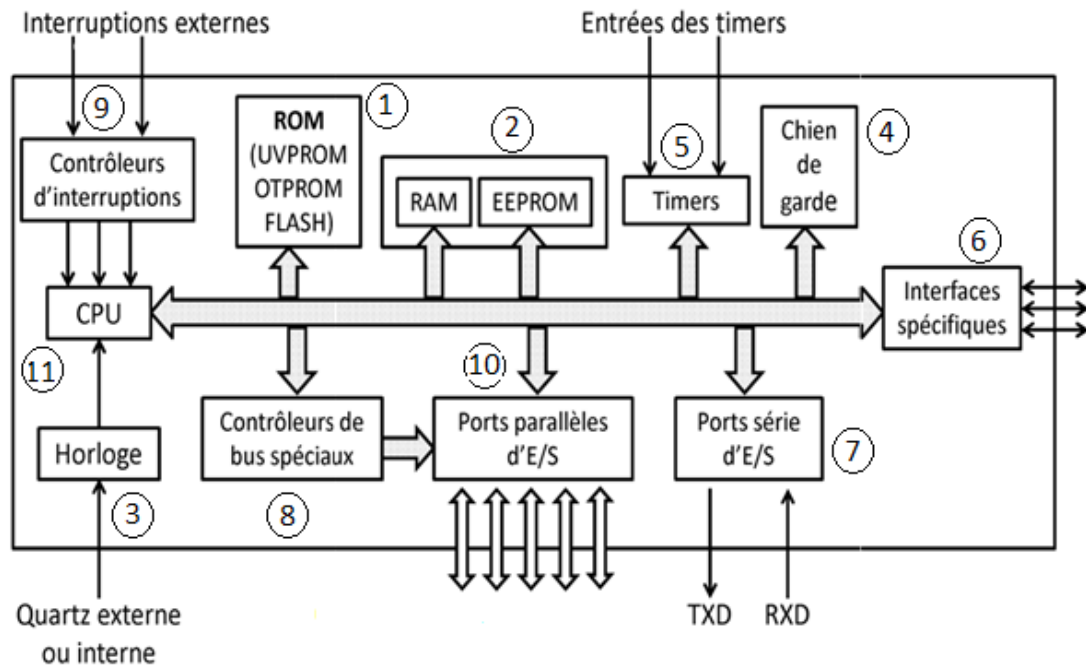 Interruptions externes
Entrées des timers
9
1
2
5
4
ROM
(UVPROM
OTPROM
FLASH)
Contrôleurs
d'interruptions
RAM
EEPROM
Timers
Chien
de
garde
6
CPU
Interfaces
spécifiques
11
10
Contrôleurs de
bus spéciaux
Ports parallèles
d'E/S
Ports série
d'E/S
7
Horloge
3
8
Quartz externe
ou interne
TXD
RXD